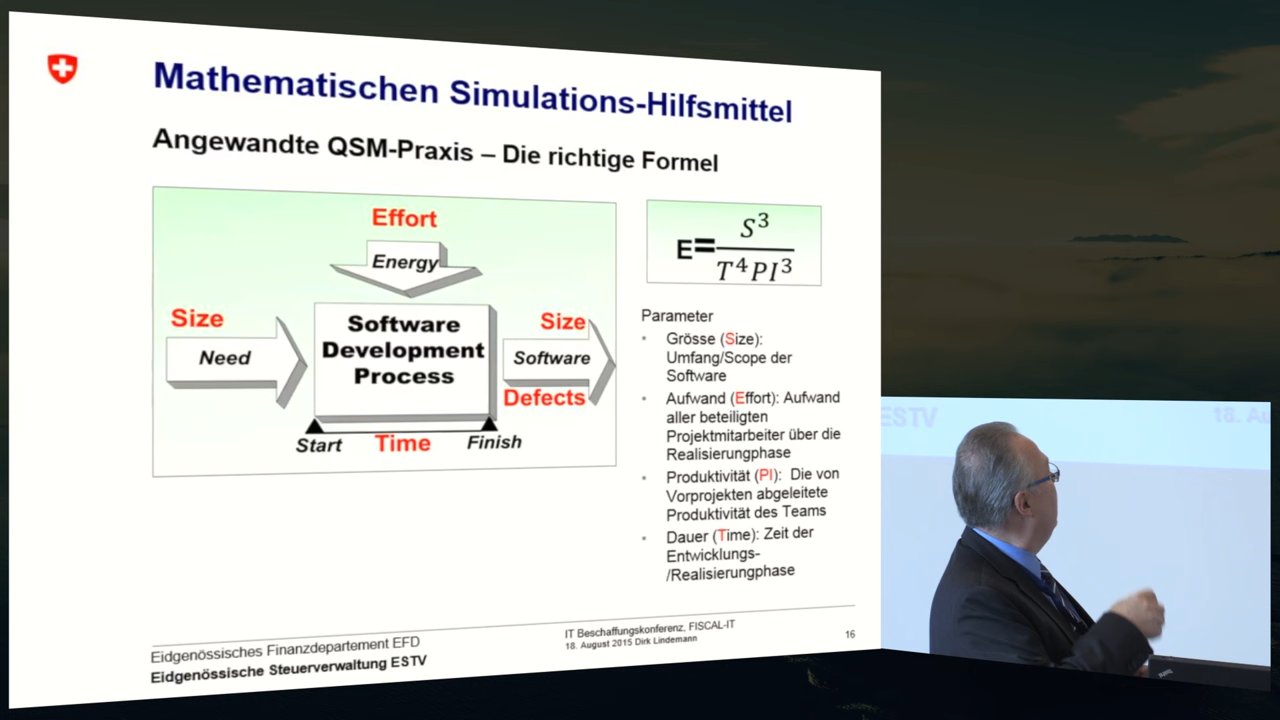 Mathematischen Simulations-Hilfsmittel
Angewandte QSM-Praxis – Die richtige Formel
Effort
Energy
Size
Need
Software
Development
Process
Size
Software
Defects
Start
Time
Finish
E=S³/T⁴PI³
Parameter
• Grösse (Size):
Umfang/Scope der
Software
• Aufwand (Effort): Aufwand
aller beteiligten
Projektmitarbeiter über die
Realisierungphase
• Produktivität (PI): Die von
Vorprojekten abgeleitete
Produktivität des Teams
• Dauer (Time): Zeit der
Entwicklungs-
/Realisierungphase
Eidgenössisches Finanzdepartement EFD
Eidgenössische Steuerverwaltung ESTV
IT Beschaffungskonferenz, FISCAL-IT
18. August 2015 Dirk Lindemann
16
ESTV
18. Au